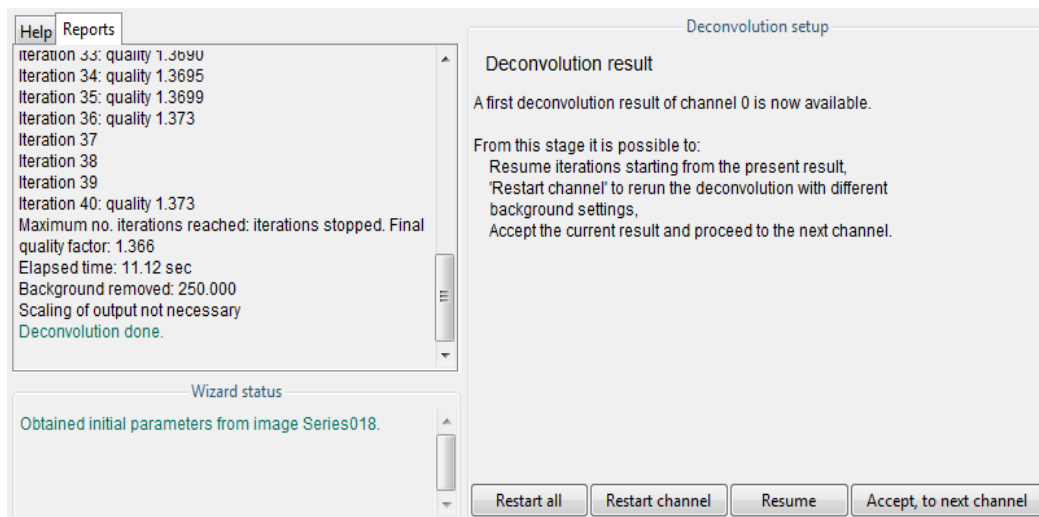 Help Reports
Iteration 33: quality 1.3690
Iteration 34: quality 1.3695
Iteration 35: quality 1.3699
Iteration 36: quality 1.373
Iteration 37
Iteration 38
Iteration 39
Iteration 40: quality 1.373
Maximum no. iterations reached: iterations stopped. Final
quality factor: 1.366
Elapsed time: 11.12 sec
Background removed: 250.000
Scaling of output not necessary
Deconvolution done.
Wizard status
Obtained initial parameters from image Series018.
Deconvolution setup
Deconvolution result
A first deconvolution result of channel 0 is now available.
From this stage it is possible to:
Resume iterations starting from the present result,
'Restart channel' to rerun the deconvolution with different
background settings,
Accept the current result and proceed to the next channel.
Restart all Restart channel Resume Accept, to next channel